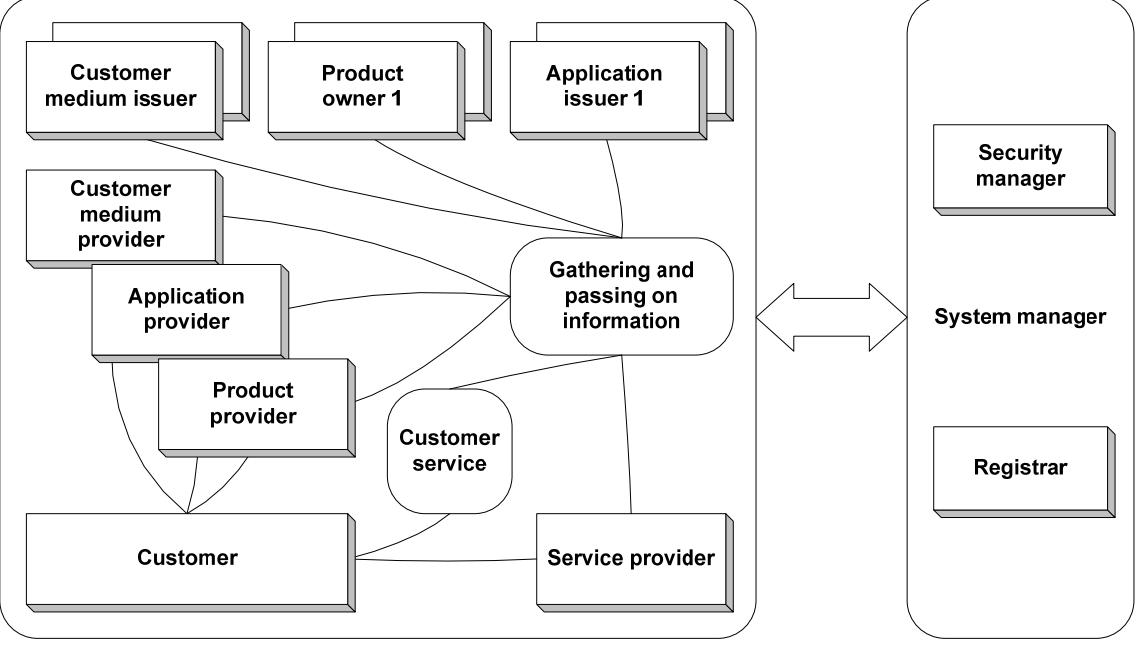 Customer
medium issuer
Product
owner 1
Application
issuer 1
Customer
medium
provider
Application
provider
Product
provider
Gathering and
passing on
information
Customer
service
Customer
Service provider
Security
manager
System manager
Registrar